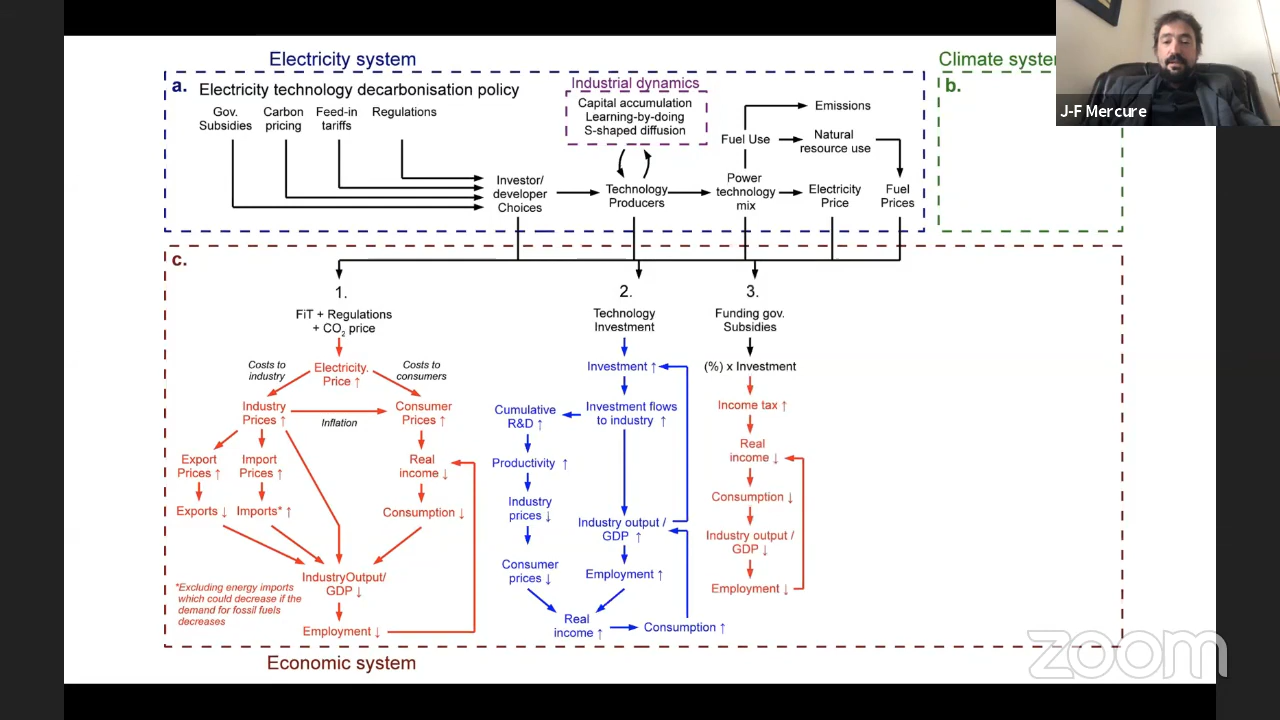 Electricity system
Climate system
J-F Mercure
a.
Electricity technology decarbonisation policy
Gov.
Subsidies
Carbon
pricing
Feed-in
tariffs
Regulations
Industrial dynamics
Capital accumulation
Learning-by-doing
S-shaped diffusion
Investor/
developer
Choices
Technology
Producers
Power
technology
mix
Fuel Use
Emissions
Natural
resource use
Electricity
Price
Fuel
Prices
b.
c.
1.
FiT + Regulations
+ CO2 price
Costs to
industry
Electricity.
Price ↑
Costs to
consumers
Industry
Prices ↑
Inflation
Consumer
Prices ↑
Export
Prices ↑
Import
Prices ↑
Real
income ↓
Exports ↓
Imports* ↑
Consumption ↓
IndustryOutput/
GDP ↓
*Excluding energy imports
which could decrease if the
demand for fossil fuels
decreases
Employment ↓
2.
Technology
Investment
Investment ↑
Investment flows
to industry ↑
Cumulative
R&D ↑
Productivity ↑
Industry
prices ↓
Industry output /
GDP ↑
Consumer
prices ↓
Employment ↑
Real
income ↑
Consumption ↑
3.
Funding gov.
Subsidies
(%) x Investment
Income tax ↑
Real
income ↓
Consumption ↓
Industry output /
GDP ↓
Employment ↓
Economic system
zoom